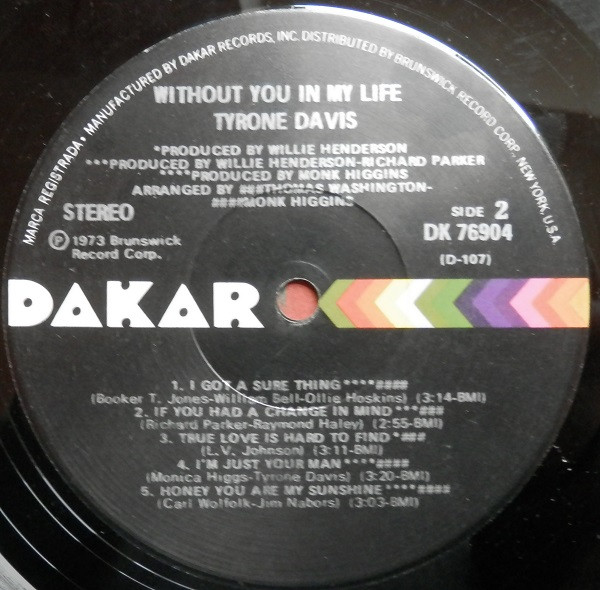 MARCA REGISTRADA • MANUFACTURED BY DAKAR RECORDS, INC. DISTRIBUTED BY BRUNSWICK RECORD CORP., NEW YORK, U.S.A.
WITHOUT YOU IN MY LIFE
TYRONE DAVIS
*PRODUCED BY WILLIE HENDERSON
***PRODUCED BY WILLIE HENDERSON-RICHARD PARKER
****PRODUCED BY MONK HIGGINS
ARRANGED BY ###THOMAS WASHINGTON-
####MONK HIGGINS
STEREO
SIDE 2
DK 76904
Ⓟ 1973 Brunswick
Record Corp.
(D-107)
DAKAR
1. I GOT A SURE THING****####
(Booker T. Jones-William Bell-Ollie Hoskins) (3:14-BMI)
2. IF YOU HAD A CHANGE IN MIND***###
(Richard Parker-Raymond Haley) (2:55-BMI)
3. TRUE LOVE IS HARD TO FIND*###
(L.V. Johnson) (3:11-BMI)
4. I'M JUST YOUR MAN****####
(Monica Higgs-Tyrone Davis) (3:20-BMI)
5. HONEY YOU ARE MY SUNSHINE****####
(Carl Wolfolk-Jim Nabors) (3:03-BMI)